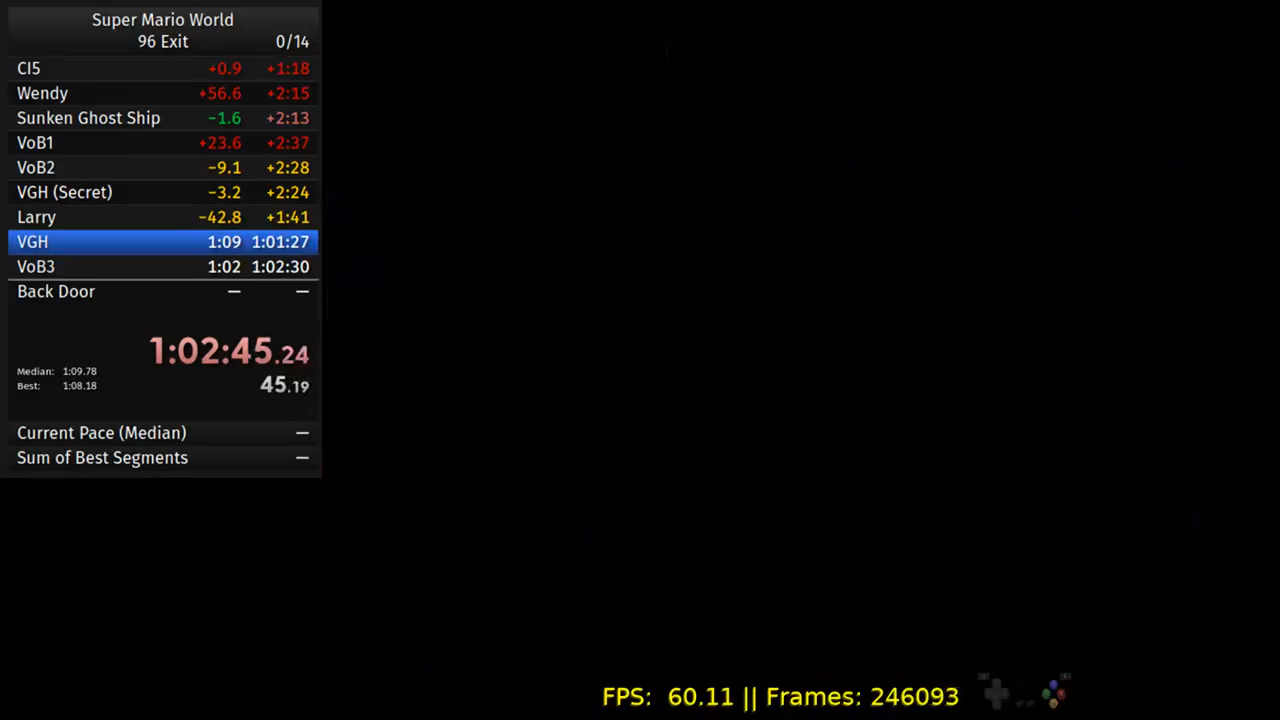 Super Mario World
96 Exit 0/14
CI5 +0.9 +1:18
Wendy +56.6 +2:15
Sunken Ghost Ship −1.6 +2:13
VoB1 +23.6 +2:37
VoB2 −9.1 +2:28
VGH (Secret) −3.2 +2:24
Larry −42.8 +1:41
VGH 1:09 1:01:27
VoB3 1:02 1:02:30
Back Door — —
1:02:45.24
Median: 1:09.78
Best: 1:08.18
45.19
Current Pace (Median) —
Sum of Best Segments —
FPS: 60.11 || Frames: 246093